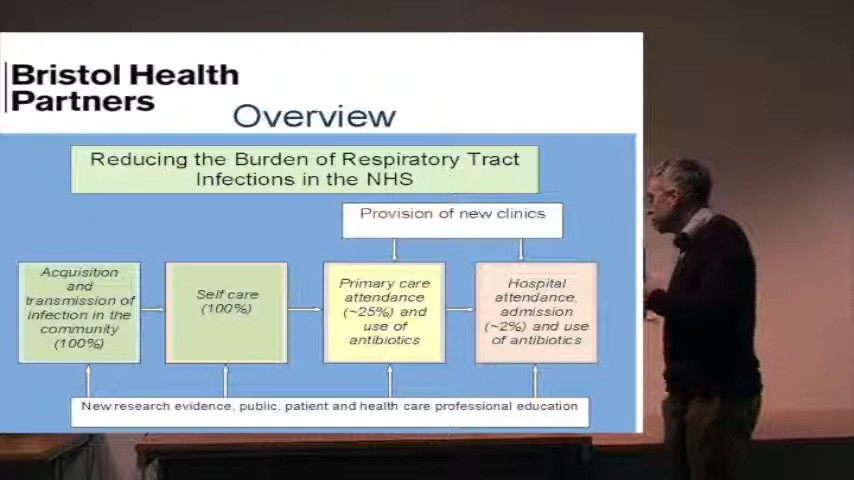 Bristol Health
Partners
Overview
Reducing the Burden of Respiratory Tract
Infections in the NHS
Provision of new clinics
Acquisition
and
transmission of
infection in the
community
(100%)
Self care
(100%)
Primary care
attendance
(~25%) and
use of
antibiotics
Hospital
attendance,
admission
(~2%) and use
of antibiotics
New research evidence, public, patient and health care professional education